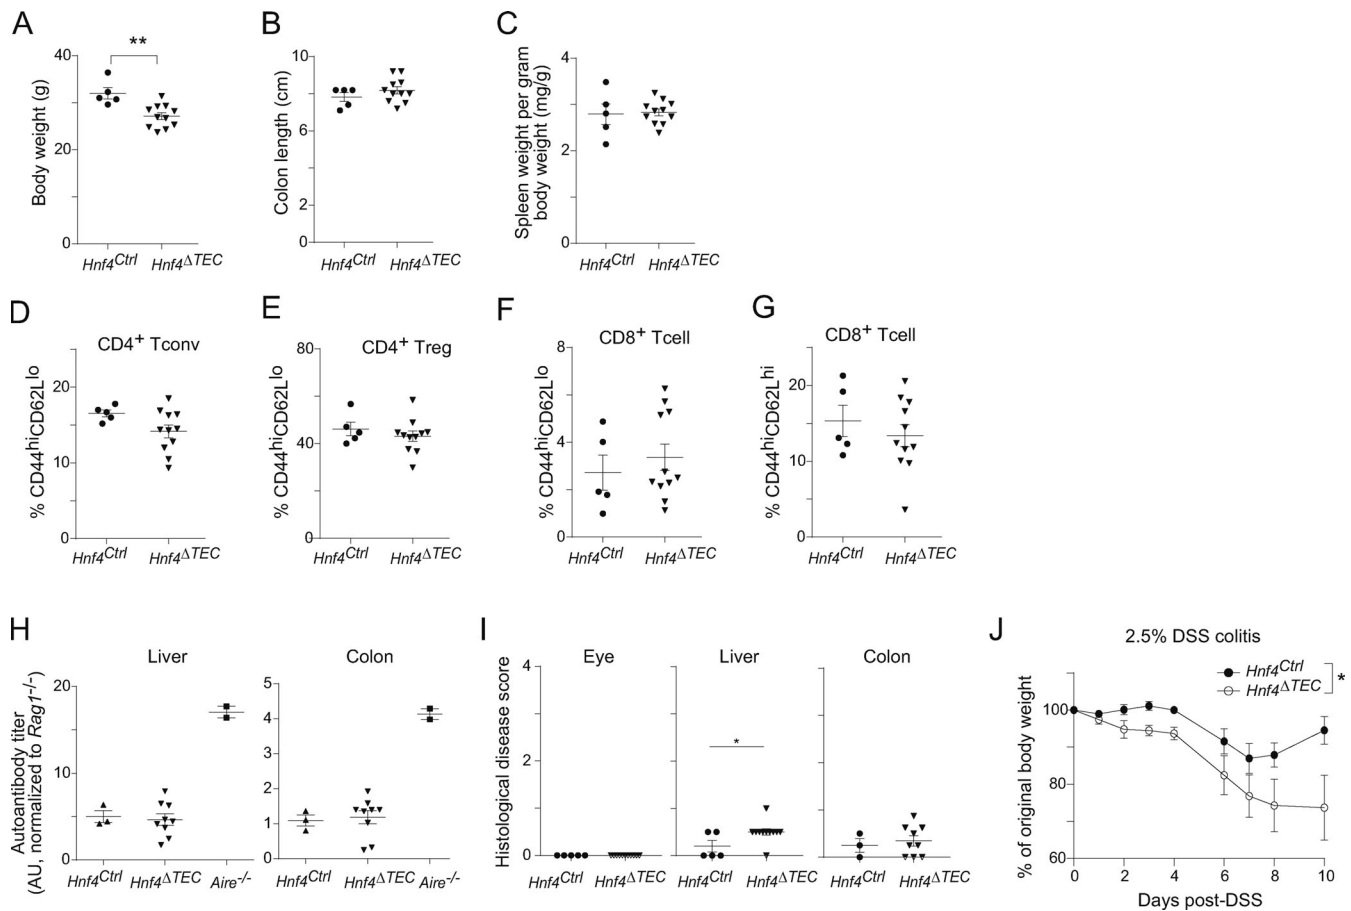 A
**
Body weight (g)
40
20
0
Hnf4Ctrl
Hnf4ΔTEC
B
Colon length (cm)
10
8
6
4
2
0
Hnf4Ctrl
Hnf4ΔTEC
C
Spleen weight per gram
body weight (mg/g)
4
2
0
Hnf4Ctrl
Hnf4ΔTEC
D
CD4+ Tconv
% CD44hiCD62Llo
20
10
0
Hnf4Ctrl
Hnf4ΔTEC
E
CD4+ Treg
% CD44hiCD62Llo
80
40
0
Hnf4Ctrl
Hnf4ΔTEC
F
CD8+ Tcell
% CD44hiCD62Llo
8
4
2
0
Hnf4Ctrl
Hnf4ΔTEC
G
CD8+ Tcell
% CD44hiCD62Lhi
20
10
0
Hnf4Ctrl
Hnf4ΔTEC
H
Autoantibody titer
(AU, normalized to Rag1-/-)
Liver
20
10
5
0
Hnf4Ctrl
Hnf4ΔTEC
Aire-/-
Colon
5
4
3
2
1
0
Hnf4Ctrl
Hnf4ΔTEC
Aire-/-
I
Histological disease score
Eye
4
2
0
Hnf4Ctrl
Hnf4ΔTEC
Liver
*
Hnf4Ctrl
Hnf4ΔTEC
Colon
Hnf4Ctrl
Hnf4ΔTEC
J
2.5% DSS colitis
Hnf4Ctrl
Hnf4ΔTEC
*
% of original body weight
100
80
60
0
2
4
6
8
10
Days post-DSS